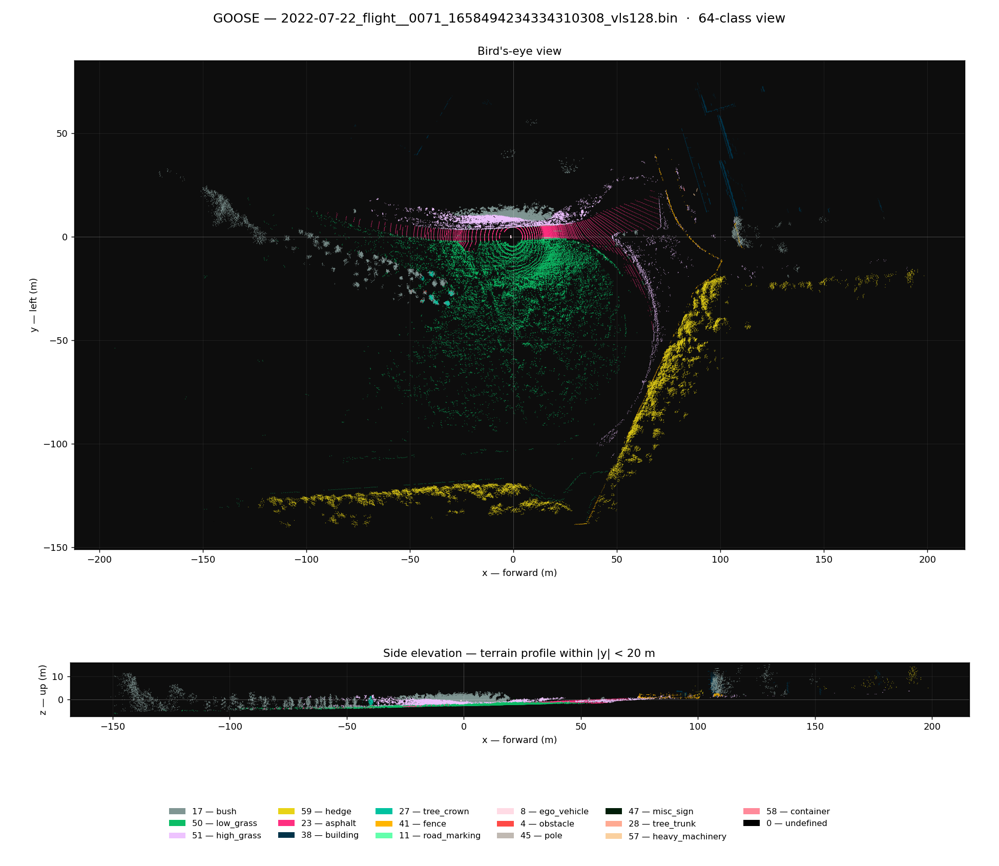 GOOSE — 2022-07-22_flight__0071_1658494234334310308_vls128.bin · 64-class view
Bird's-eye view
50
0
−50
−100
−150
y — left (m)
−200 −150 −100 −50 0 50 100 150 200
x — forward (m)
Side elevation — terrain profile within |y| < 20 m
10
0
z — up (m)
−150 −100 −50 0 50 100 150 200
x — forward (m)
17 — bush 59 — hedge 27 — tree_crown 8 — ego_vehicle 47 — misc_sign 58 — container
50 — low_grass 23 — asphalt 41 — fence 4 — obstacle 28 — tree_trunk 0 — undefined
51 — high_grass 38 — building 11 — road_marking 45 — pole 57 — heavy_machinery